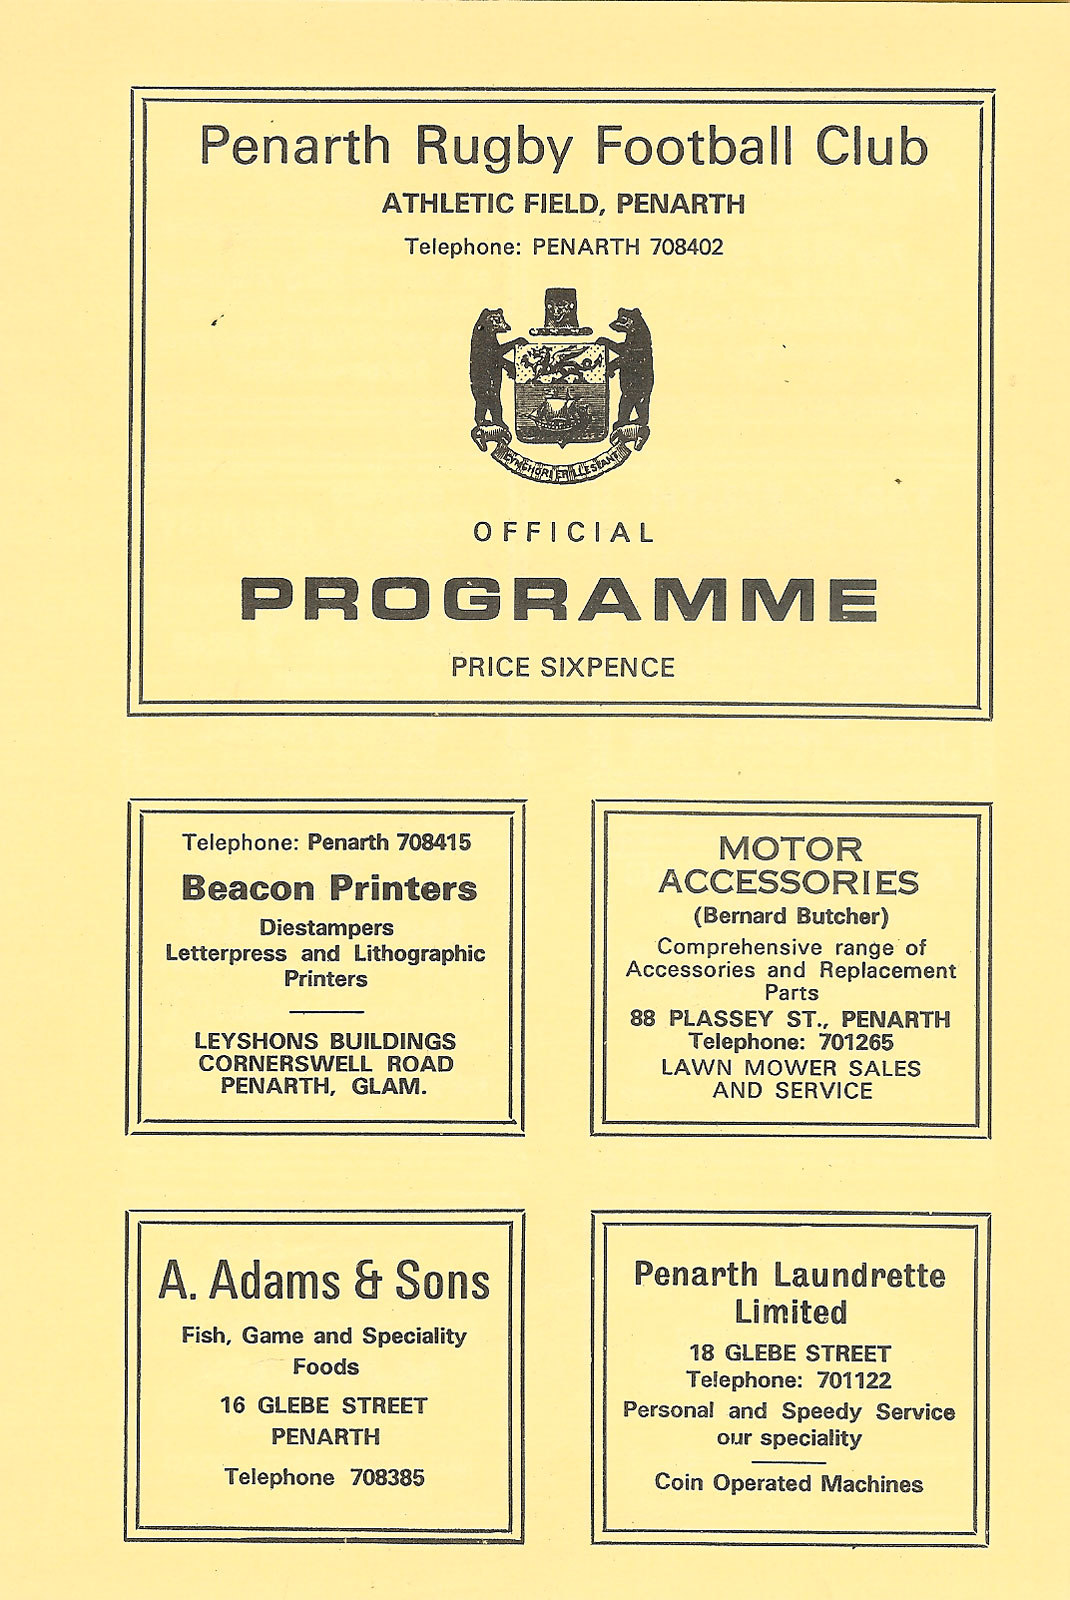 Penarth Rugby Football Club
ATHLETIC FIELD, PENARTH
Telephone: PENARTH 708402
CYNGHORI ER LLESIANT
OFFICIAL
PROGRAMME
PRICE SIXPENCE
Telephone: Penarth 708415
Beacon Printers
Diestampers
Letterpress and Lithographic
Printers
LEYSHONS BUILDINGS
CORNERSWELL ROAD
PENARTH, GLAM.
MOTOR
ACCESSORIES
(Bernard Butcher)
Comprehensive range of
Accessories and Replacement
Parts
88 PLASSEY ST., PENARTH
Telephone: 701265
LAWN MOWER SALES
AND SERVICE
A. Adams & Sons
Fish, Game and Speciality
Foods
16 GLEBE STREET
PENARTH
Telephone 708385
Penarth Laundrette
Limited
18 GLEBE STREET
Telephone: 701122
Personal and Speedy Service
our speciality
Coin Operated Machines